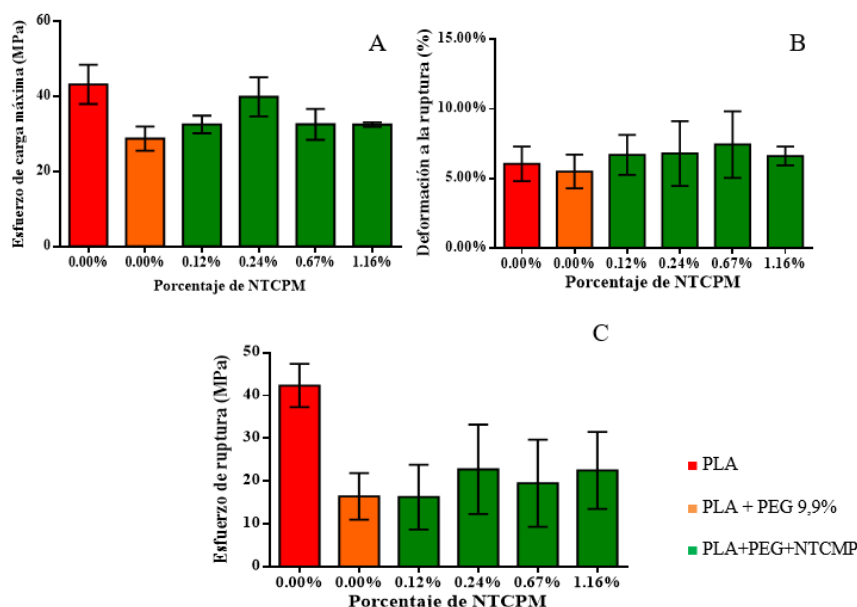 A
Esfuerzo de carga máxima (MPa)
60
40
20
0
0.00% 0.00% 0.12% 0.24% 0.67% 1.16%
Porcentaje de NTCPM
B
Deformación a la ruptura (%)
15.00%
10.00%
5.00%
0.00%
0.00% 0.00% 0.12% 0.24% 0.67% 1.16%
Porcentaje de NTCPM
C
Esfuerzo de ruptura (MPa)
50
40
30
20
10
0
0.00% 0.00% 0.12% 0.24% 0.67% 1.16%
Porcentaje de NTCPM
PLA
PLA + PEG 9,9%
PLA+PEG+NTCMP